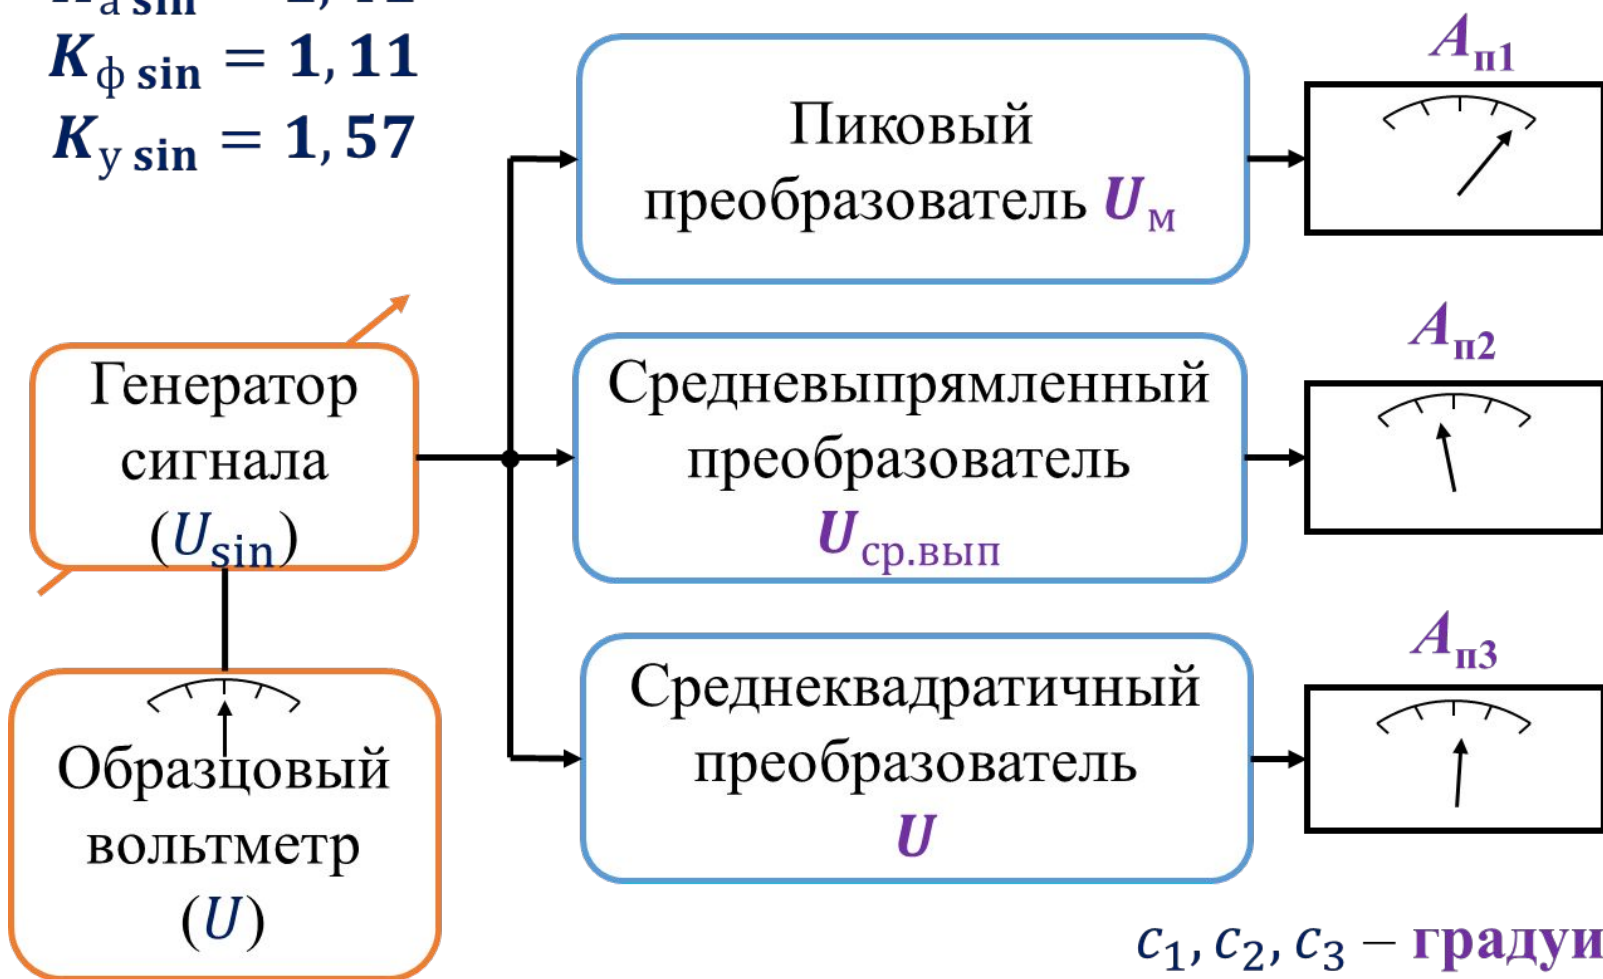 K_ф sin = 1,11
K_у sin = 1,57
Пиковый
преобразователь U_м
A_п1
Генератор
сигнала
(U_sin)
Средневыпрямленный
преобразователь
U_ср.вып
A_п2
Образцовый
вольтметр
(U)
Среднеквадратичный
преобразователь
U
A_п3
c_1, c_2, c_3 –